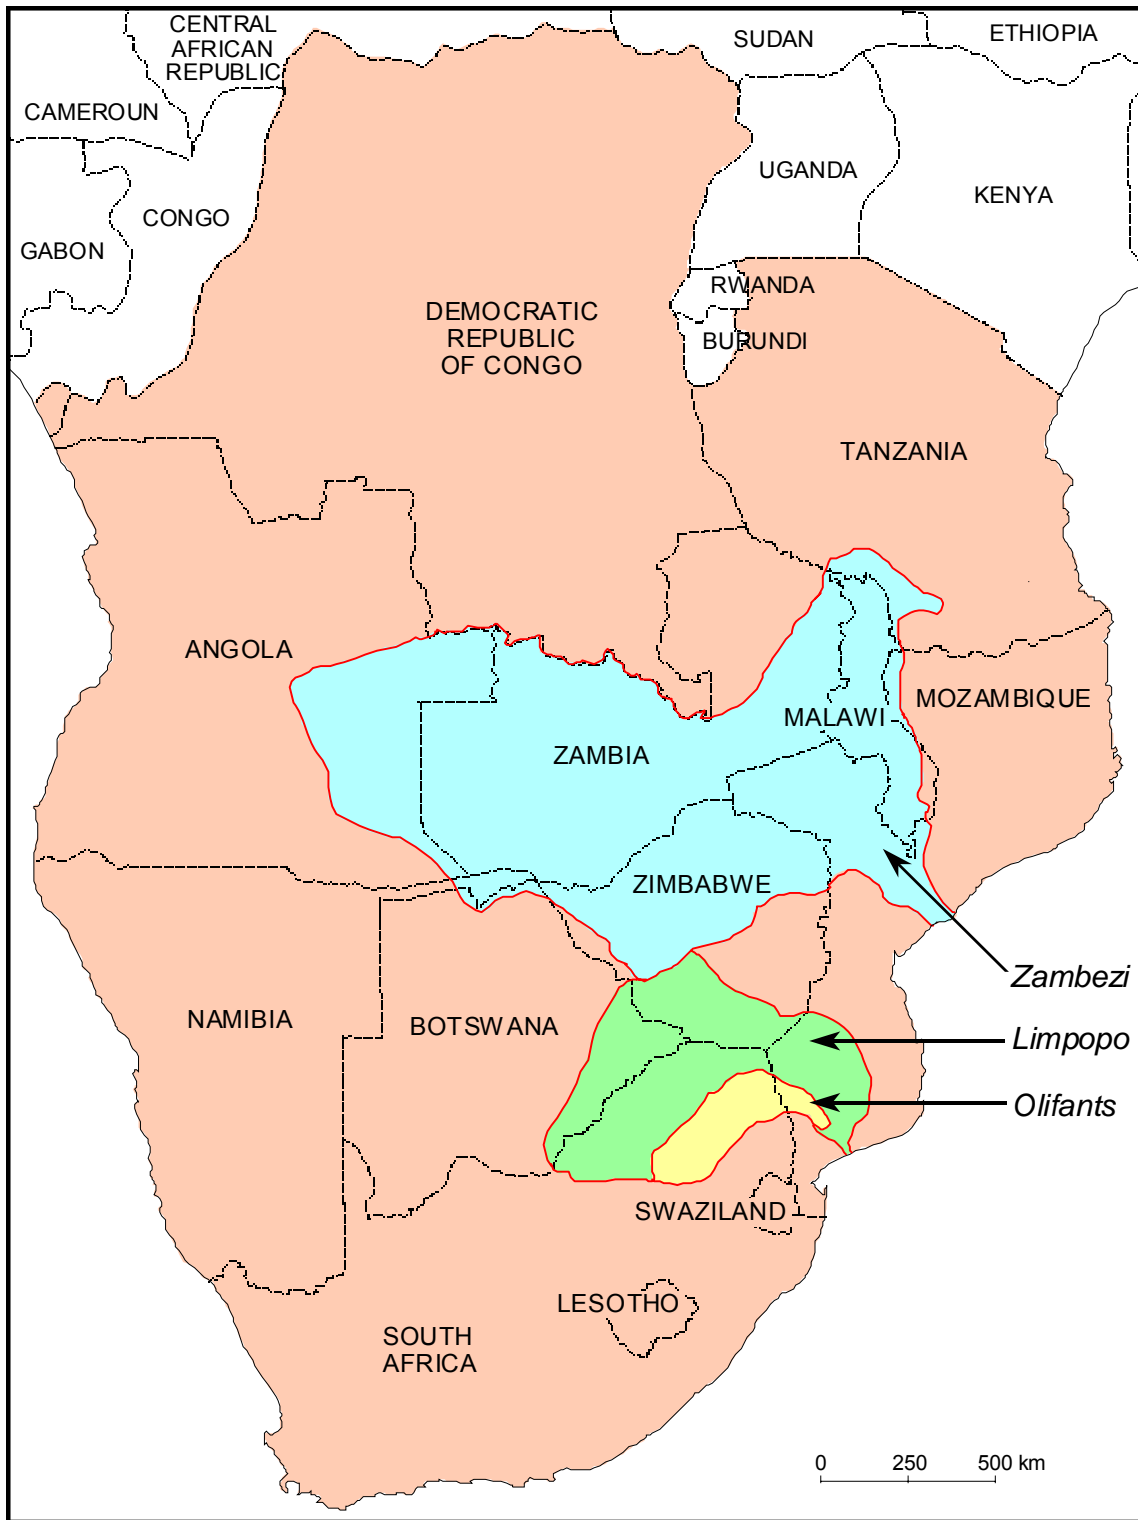 CENTRAL
AFRICAN
REPUBLIC
SUDAN
ETHIOPIA
CAMEROUN
UGANDA
KENYA
CONGO
GABON
RWANDA
DEMOCRATIC
REPUBLIC
OF CONGO
BURUNDI
TANZANIA
ANGOLA
MOZAMBIQUE
MALAWI
ZAMBIA
ZIMBABWE
Zambezi
NAMIBIA
BOTSWANA
Limpopo
Olifants
SWAZILAND
LESOTHO
SOUTH
AFRICA
0 250 500 km